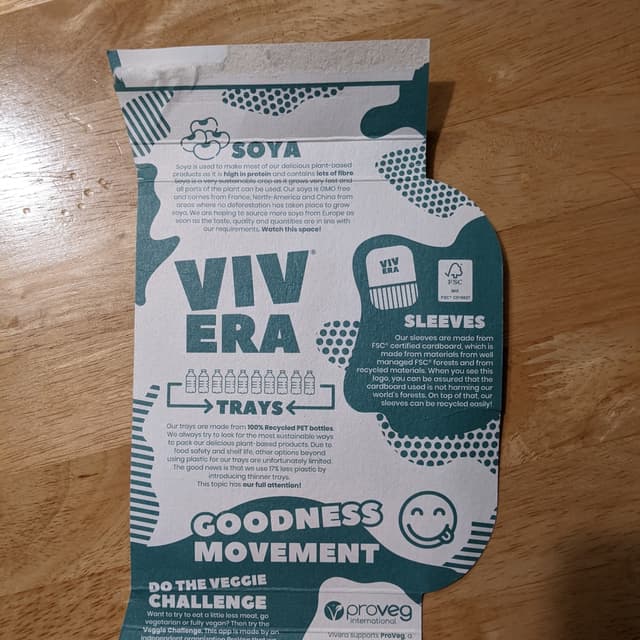 SOYA
Soya is used to make most of our delicious plant-based
products as it is high in protein and contains lots of fibre
Soya is a very sustainable crop as it grows very fast and
all parts of the plant can be used. Our soya is GMO free
and comes from France, North-America and China from
areas where no deforestation has taken place to grow
soya. We are hoping to source more soya from Europe as
soon as the taste, quality and quantities are in line with
our requirements. Watch this space!
VIV
ERA®
VIV
ERA
FSC
MIX
SLEEVES
Our sleeves are made from
FSC® certified cardboard, which is
made from materials from well
managed FSC® forests and from
recycled materials. When you see this
logo, you can be assured that the
cardboard used is not harming our
world's forests. On top of that, our
sleeves can be recycled easily!
TRAYS
Our trays are made from 100% Recycled PET bottles.
We always try to look for the most sustainable ways
to pack our delicious plant-based products. Due to
food safety and shelf life, other options beyond
using plastic for our trays are unfortunately limited.
The good news is that we use 17% less plastic by
introducing thinner trays.
This topic has our full attention!
GOODNESS
MOVEMENT
DO THE VEGGIE
CHALLENGE
Want to try to eat a little less meat, go
vegetarian or fully vegan? Then try the
Veggie Challenge. This app is made by an
independent organization ProVeg
proveg
international
Vivera supports ProVeg, a